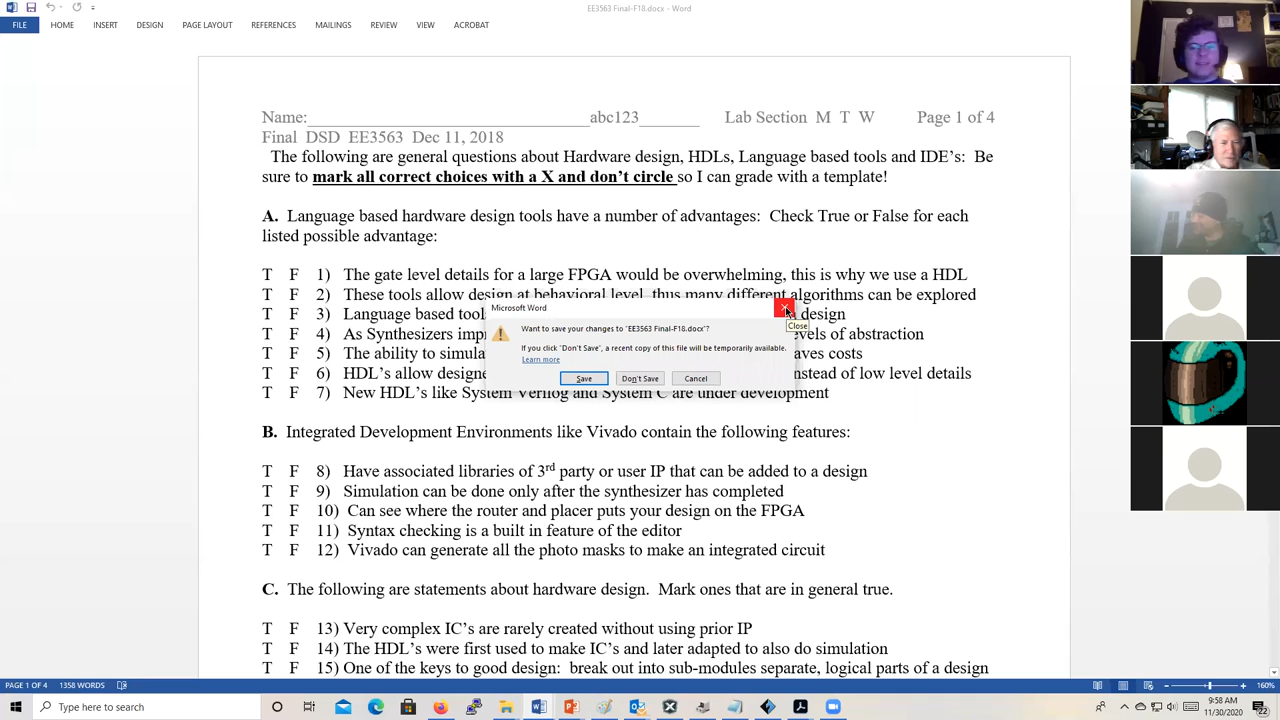 EE3563 Final-F18.docx - Word
FILE HOME INSERT DESIGN PAGE LAYOUT REFERENCES MAILINGS REVIEW VIEW ACROBAT
Name:________________________________abc123_______ Lab Section M T W Page 1 of 4
Final DSD EE3563 Dec 11, 2018
The following are general questions about Hardware design, HDLs, Language based tools and IDE's: Be
sure to mark all correct choices with a X and don't circle so I can grade with a template!
A. Language based hardware design tools have a number of advantages: Check True or False for each
listed possible advantage:
T F 1) The gate level details for a large FPGA would be overwhelming, this is why we use a HDL
T F 2) These tools allow design at behavioral level, thus many different algorithms can be explored
T F 3) Language based tool design
T F 4) As Synthesizers imp evels of abstraction
T F 5) The ability to simula aves costs
T F 6) HDL's allow designe instead of low level details
T F 7) New HDL's like System Verilog and System C are under development
Microsoft Word
Want to save your changes to "EE3563 Final-F18.docx"?
If you click "Don't Save", a recent copy of this file will be temporarily available.
Learn more
Save Don't Save Cancel
Close
B. Integrated Development Environments like Vivado contain the following features:
T F 8) Have associated libraries of 3rd party or user IP that can be added to a design
T F 9) Simulation can be done only after the synthesizer has completed
T F 10) Can see where the router and placer puts your design on the FPGA
T F 11) Syntax checking is a built in feature of the editor
T F 12) Vivado can generate all the photo masks to make an integrated circuit
C. The following are statements about hardware design. Mark ones that are in general true.
T F 13) Very complex IC's are rarely created without using prior IP
T F 14) The HDL's were first used to make IC's and later adapted to also do simulation
T F 15) One of the keys to good design: break out into sub-modules separate, logical parts of a design
PAGE 1 OF 4 1358 WORDS 160%
Type here to search
9:58 AM
11/30/2020
22